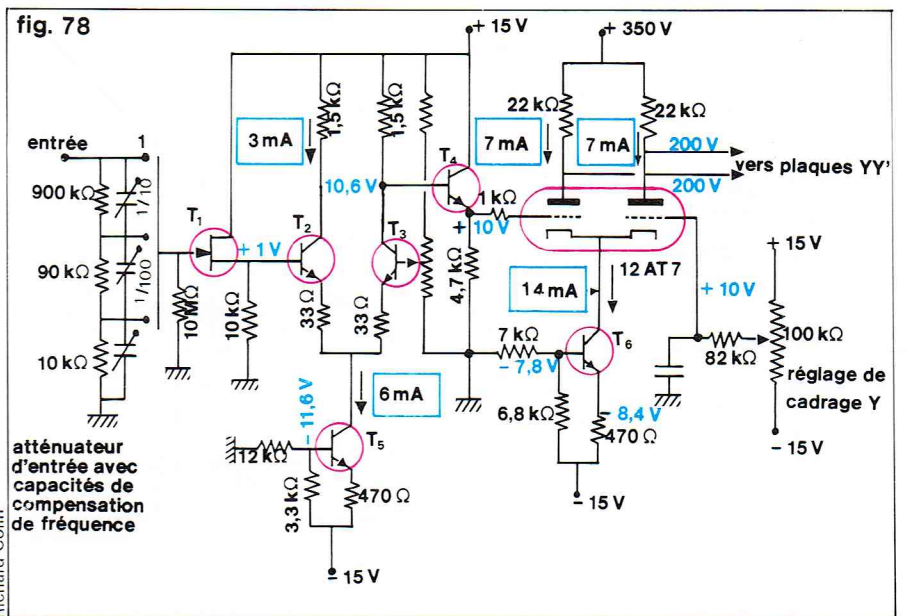 fig. 78
+ 15 V
+ 350 V
entrée
1
1/10
1/100
900 kΩ
90 kΩ
10 kΩ
3 mA
1,5 kΩ
1,5 kΩ
22 kΩ
22 kΩ
7 mA
7 mA
200 V
200 V
vers plaques YY'
T1
T2
T3
T4
10,6 V
+ 1 V
1 kΩ
+ 10 V
10 MΩ
10 kΩ
33 Ω
33 Ω
4,7 kΩ
12 AT 7
14 mA
+ 10 V
+ 15 V
100 kΩ
82 kΩ
réglage de
cadrage Y
- 15 V
7 kΩ
- 7,8 V
T6
6,8 kΩ
- 8,4 V
470 Ω
- 15 V
6 mA
- 11,6 V
T5
12 kΩ
3,3 kΩ
470 Ω
- 15 V
atténuateur
d'entrée avec
capacités de
compensation
de fréquence